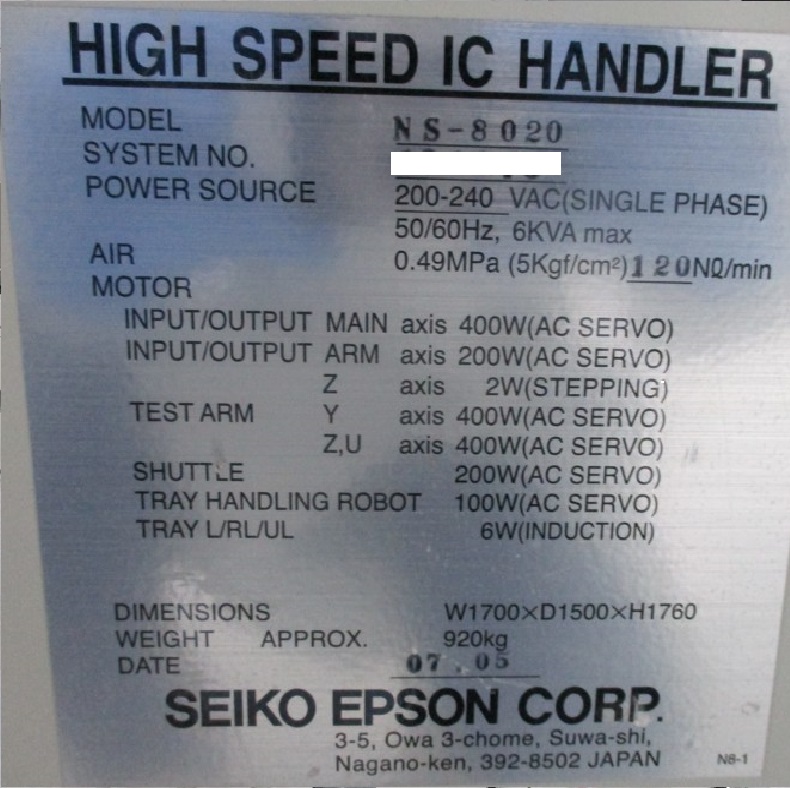 HIGH SPEED IC HANDLER
MODEL NS-8020
SYSTEM NO.
POWER SOURCE 200-240 VAC(SINGLE PHASE)
50/60Hz, 6KVA max
AIR 0.49MPa (5Kgf/cm²) 120Nℓ/min
MOTOR
INPUT/OUTPUT MAIN axis 400W(AC SERVO)
INPUT/OUTPUT ARM axis 200W(AC SERVO)
Z axis 2W(STEPPING)
TEST ARM Y axis 400W(AC SERVO)
Z,U axis 400W(AC SERVO)
SHUTTLE 200W(AC SERVO)
TRAY HANDLING ROBOT 100W(AC SERVO)
TRAY L/RL/UL 6W(INDUCTION)
DIMENSIONS W1700×D1500×H1760
WEIGHT APPROX. 920kg
DATE 07.05
SEIKO EPSON CORP.
3-5, Owa 3-chome, Suwa-shi,
Nagano-ken, 392-8502 JAPAN